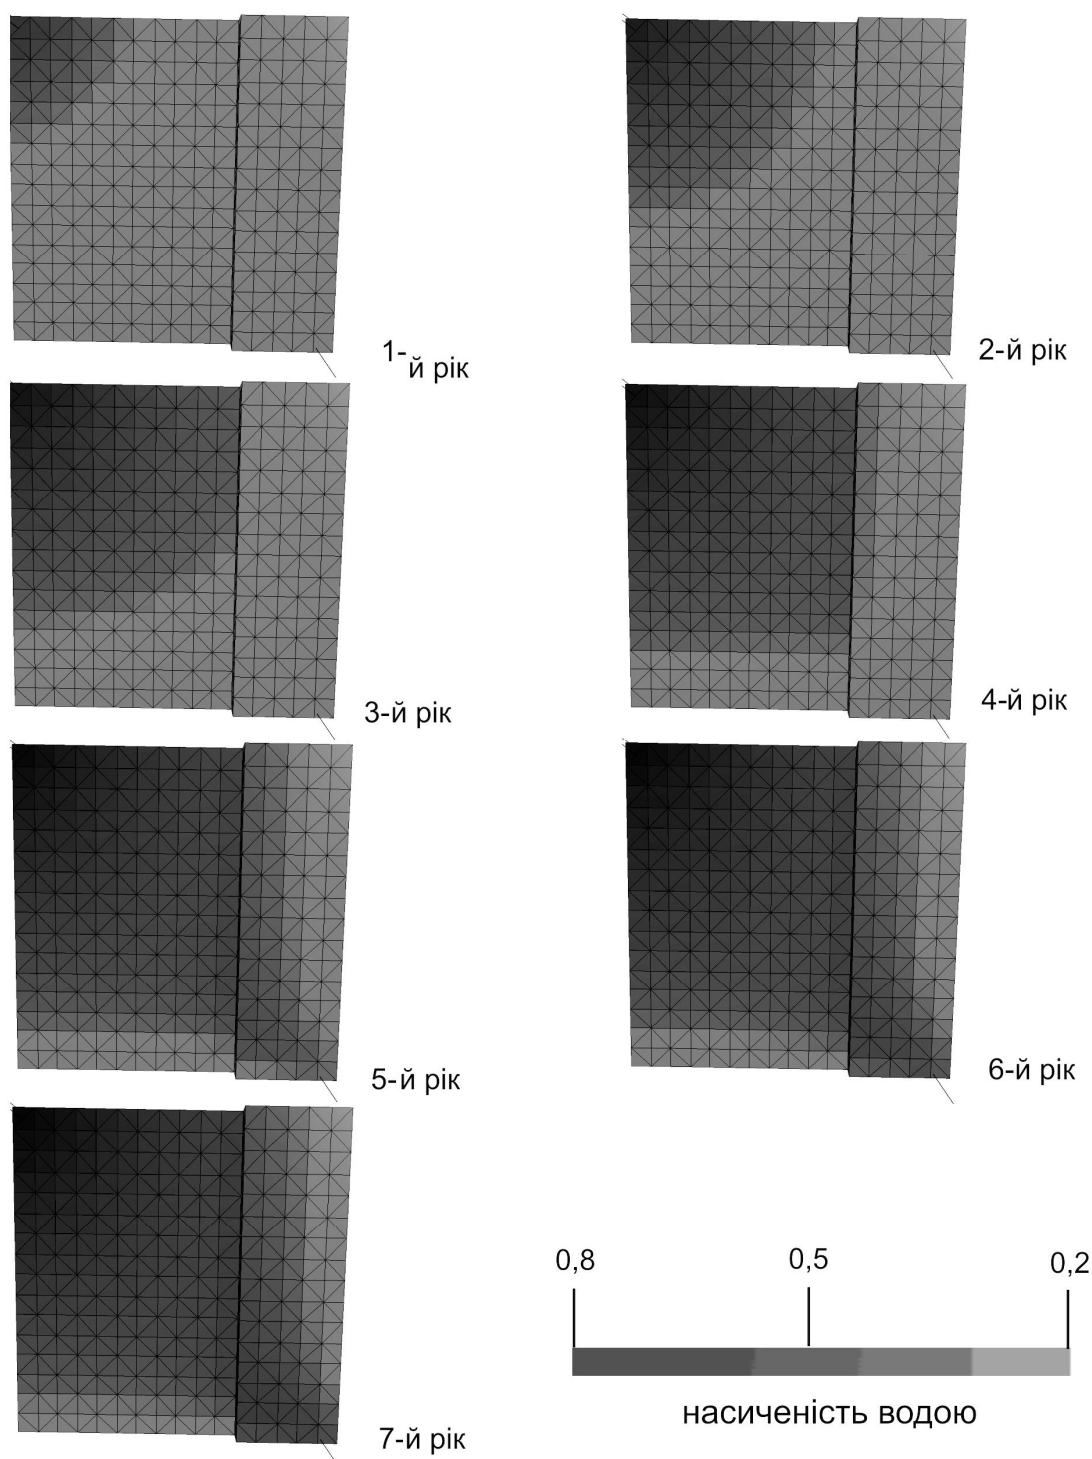 1-
й рік
2-й рік
3-й рік
4-й рік
5-й рік
6-й рік
7-й рік
0,8 0,5 0,2
насиченість водою